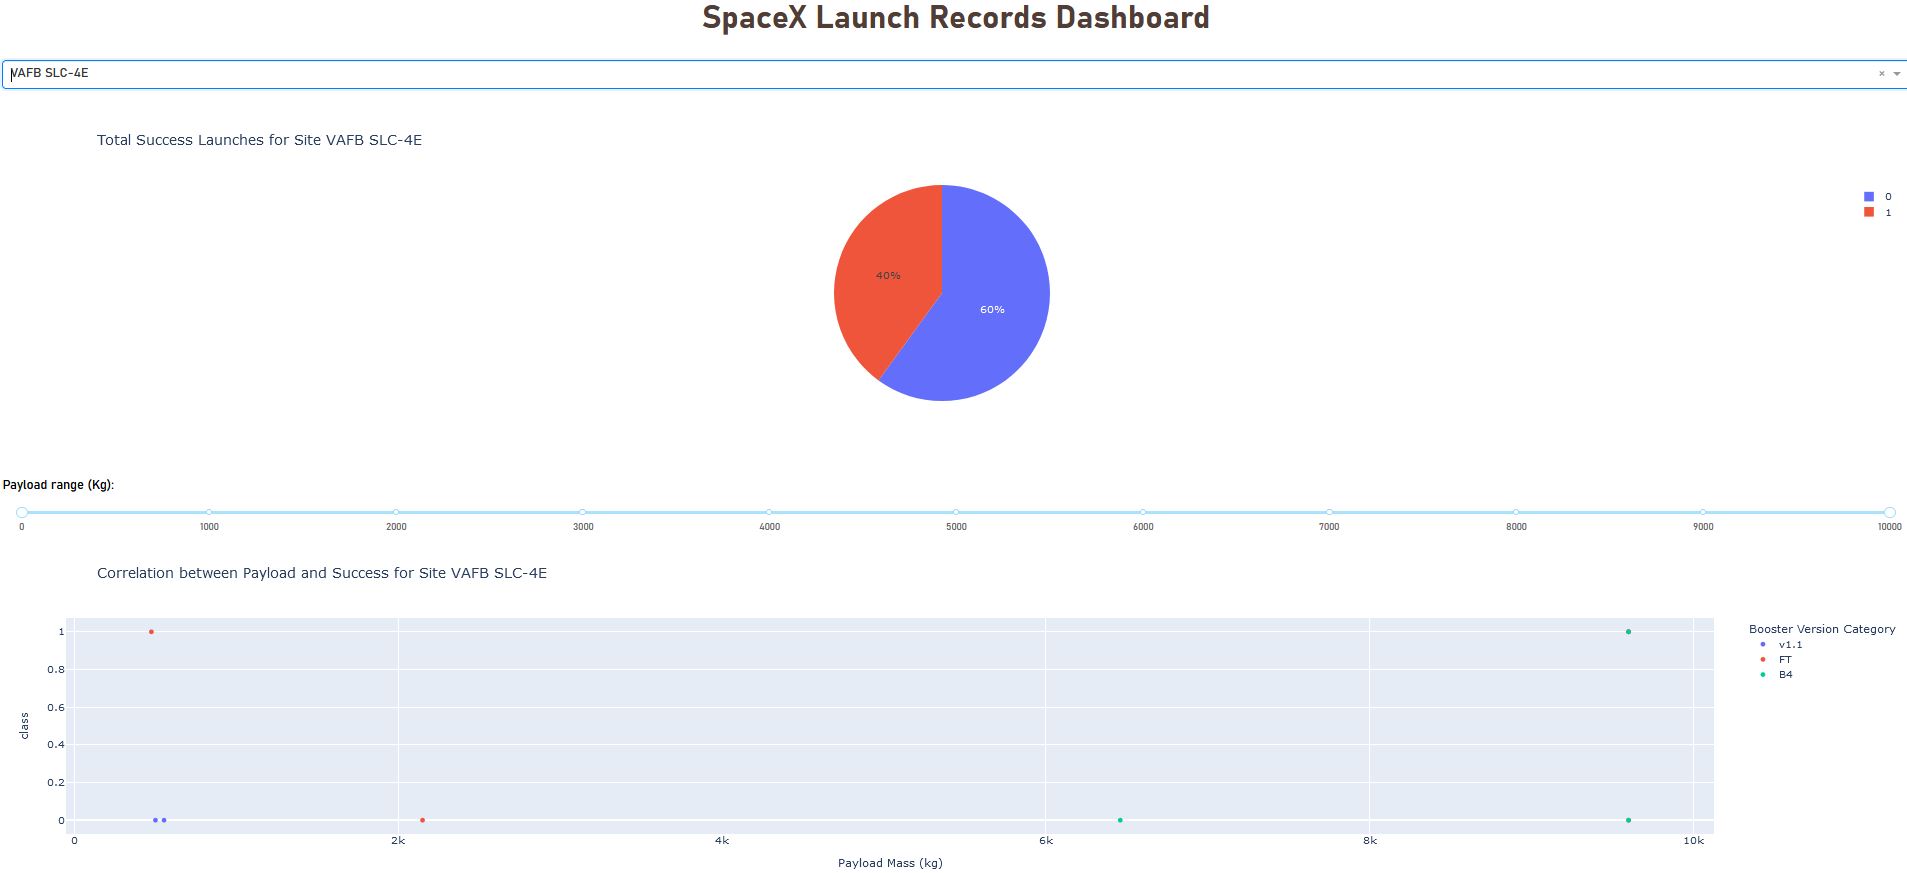 SpaceX Launch Records Dashboard
VAFB SLC-4E
× 
Total Success Launches for Site VAFB SLC-4E
0
1
40%
60%
Payload range (Kg):
0 1000 2000 3000 4000 5000 6000 7000 8000 9000 10000
Correlation between Payload and Success for Site VAFB SLC-4E
Booster Version Category
v1.1
FT
B4
class
1
0.8
0.6
0.4
0.2
0
0 2k 4k 6k 8k 10k
Payload Mass (kg)